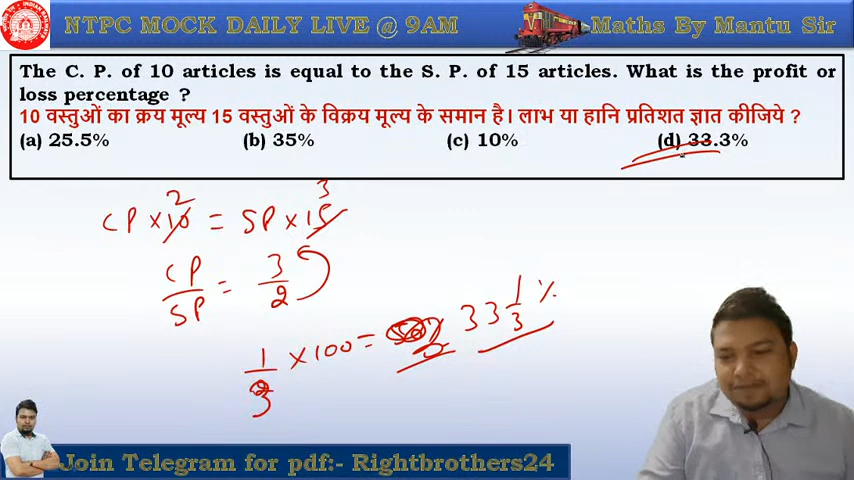 NTPC MOCK DAILY LIVE @ 9AM
Maths By Mantu Sir
The C. P. of 10 articles is equal to the S. P. of 15 articles. What is the profit or
loss percentage ?
10 वस्तुओं का क्रय मूल्य 15 वस्तुओं के विक्रय मूल्य के समान है। लाभ या हानि प्रतिशत ज्ञात कीजिये ?
(a) 25.5% (b) 35% (c) 10% (d) 33.3%
2 3
CP × 10 = SP × 15
CP/SP = 3/2
1/3 × 100 = 33 1/3 %
Join Telegram for pdf:- Rightbrothers24